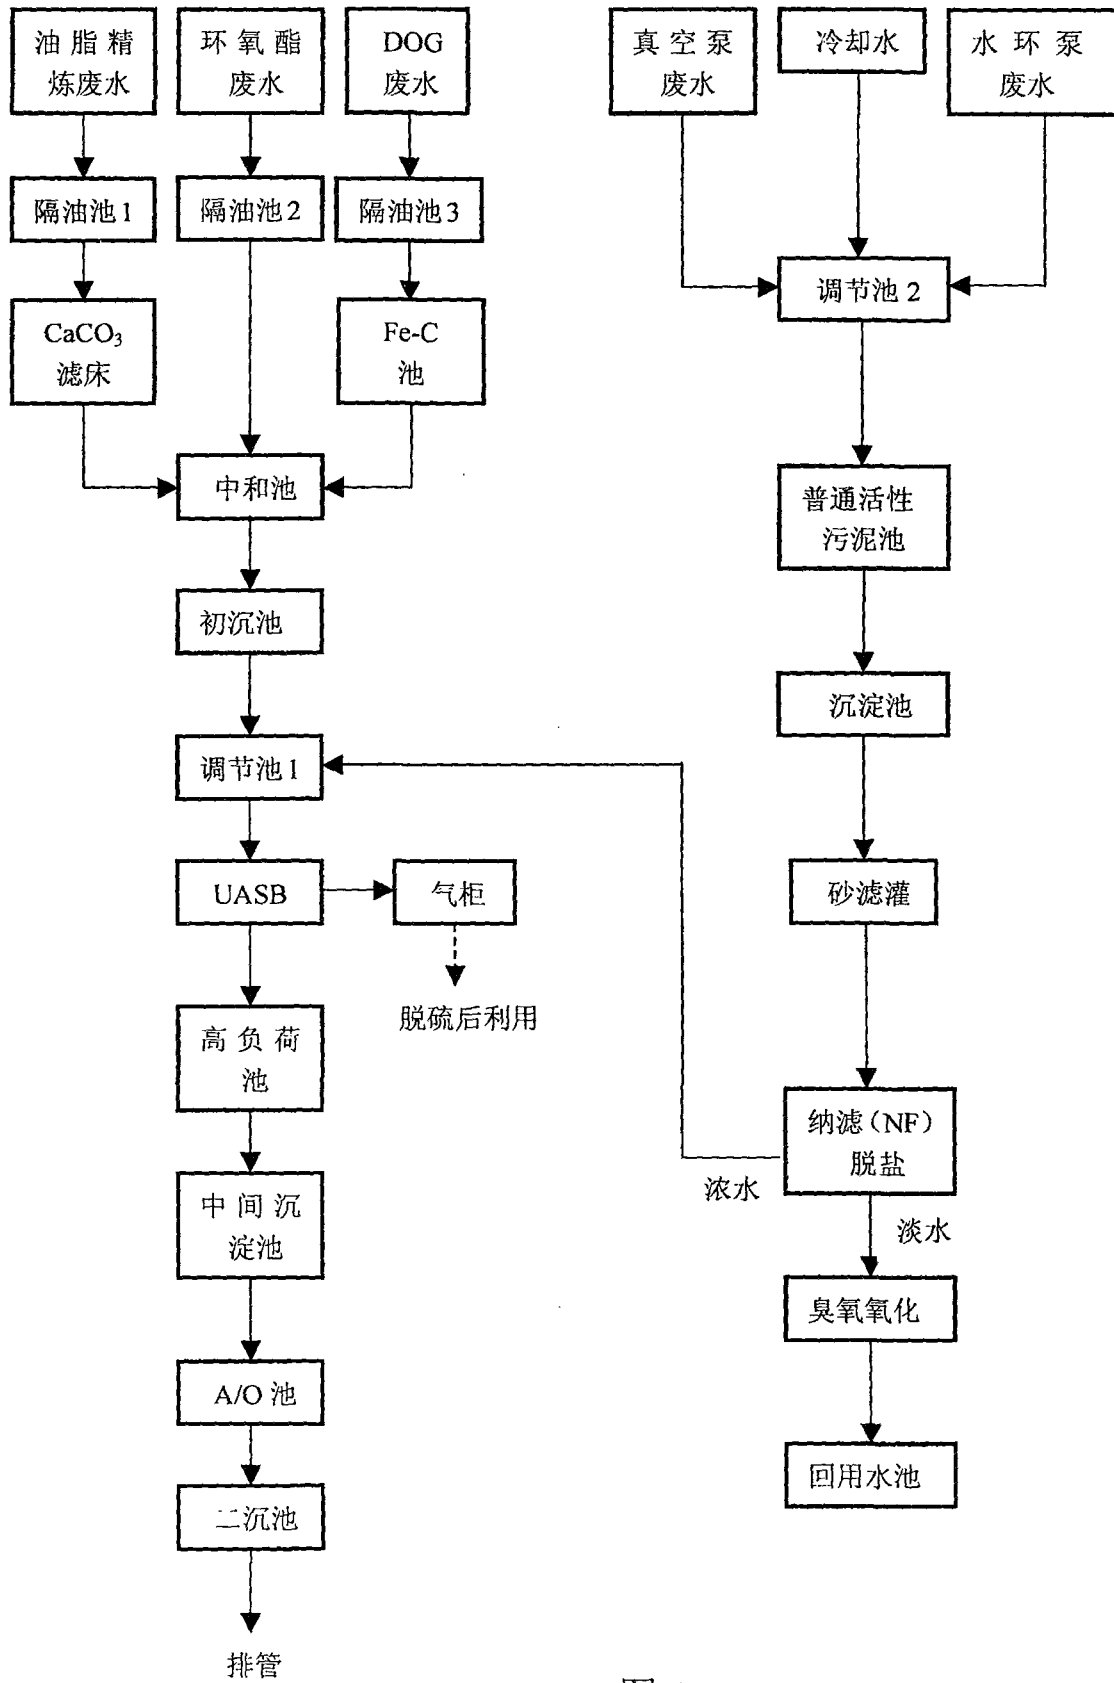 油脂精
炼废水
环氧酯
废水
DOG
废水
真空泵
废水
冷却水
水环泵
废水
隔油池1
隔油池2
隔油池3
调节池2
CaCO₃
滤床
Fe-C
池
中和池
普通活性
污泥池
初沉池
沉淀池
调节池1
UASB
气柜
砂滤灌
脱硫后利用
高负荷
池
纳滤（NF）
脱盐
浓水
淡水
中间沉
淀池
臭氧氧化
A/O池
回用水池
二沉池
排管